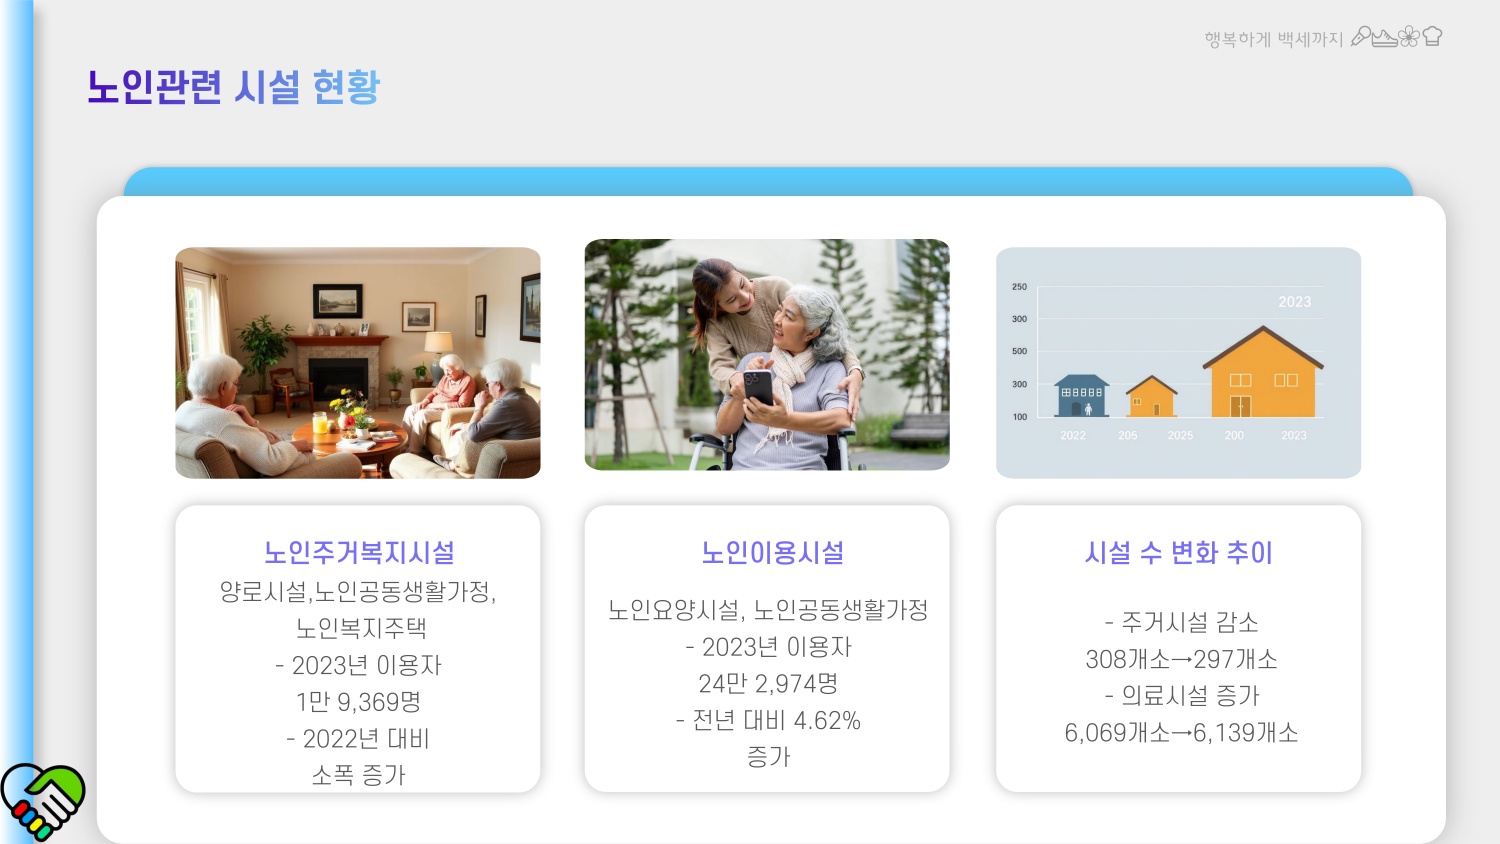 행복하게 백세까지
노인관련 시설 현황
250
300
500
300
100
2023
2022 205 2025 200 2023
노인주거복지시설
양로시설,노인공동생활가정,
노인복지주택
- 2023년 이용자
1만 9,369명
- 2022년 대비
소폭 증가
노인이용시설
노인요양시설, 노인공동생활가정
- 2023년 이용자
24만 2,974명
- 전년 대비 4.62%
증가
시설 수 변화 추이
- 주거시설 감소
308개소→297개소
- 의료시설 증가
6,069개소→6,139개소